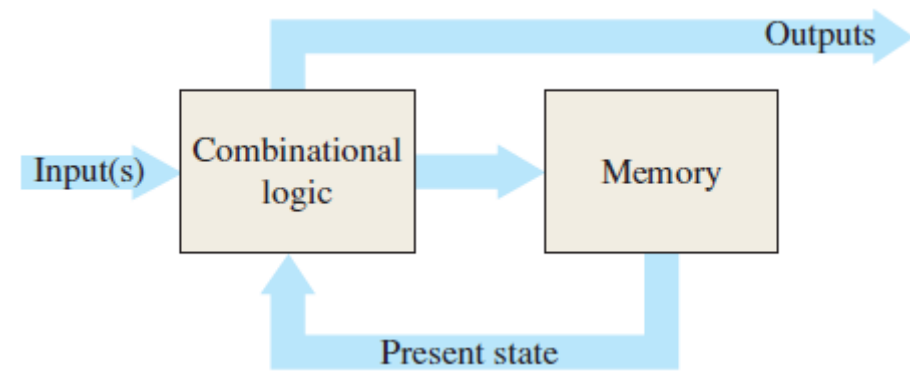 Outputs
Input(s)
Combinational
logic
Memory
Present state